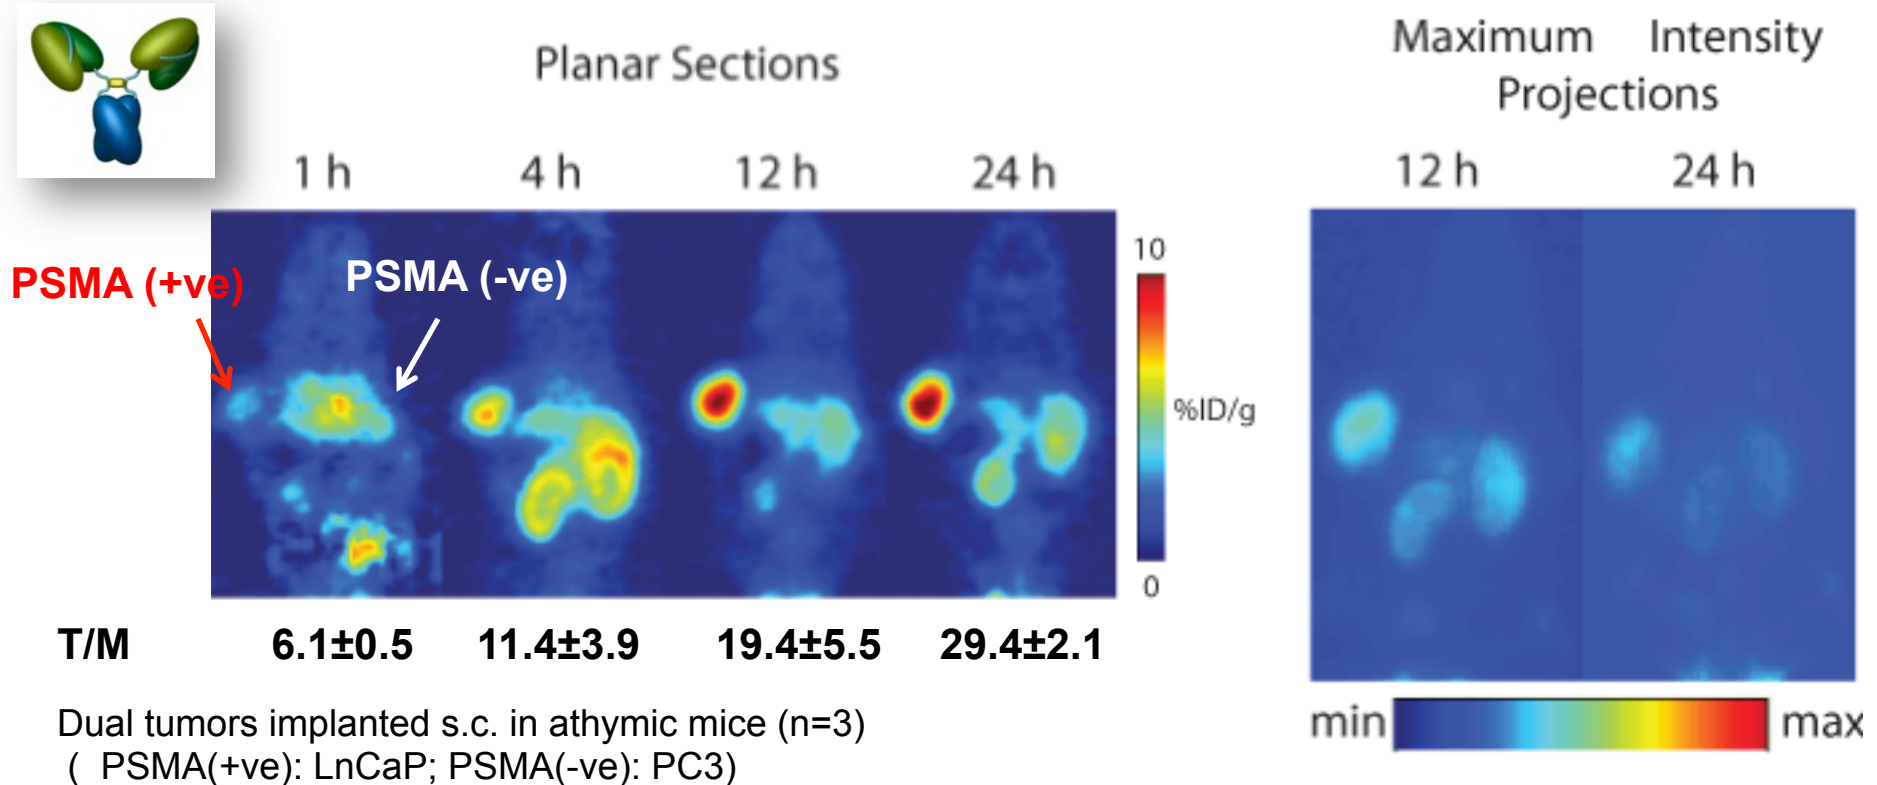 Planar Sections
Maximum Intensity
Projections
1 h 4 h 12 h 24 h
12 h 24 h
PSMA (+ve) PSMA (-ve)
10
%ID/g
0
T/M 6.1±0.5 11.4±3.9 19.4±5.5 29.4±2.1
min max
Dual tumors implanted s.c. in athymic mice (n=3)
( PSMA(+ve): LnCaP; PSMA(-ve): PC3)